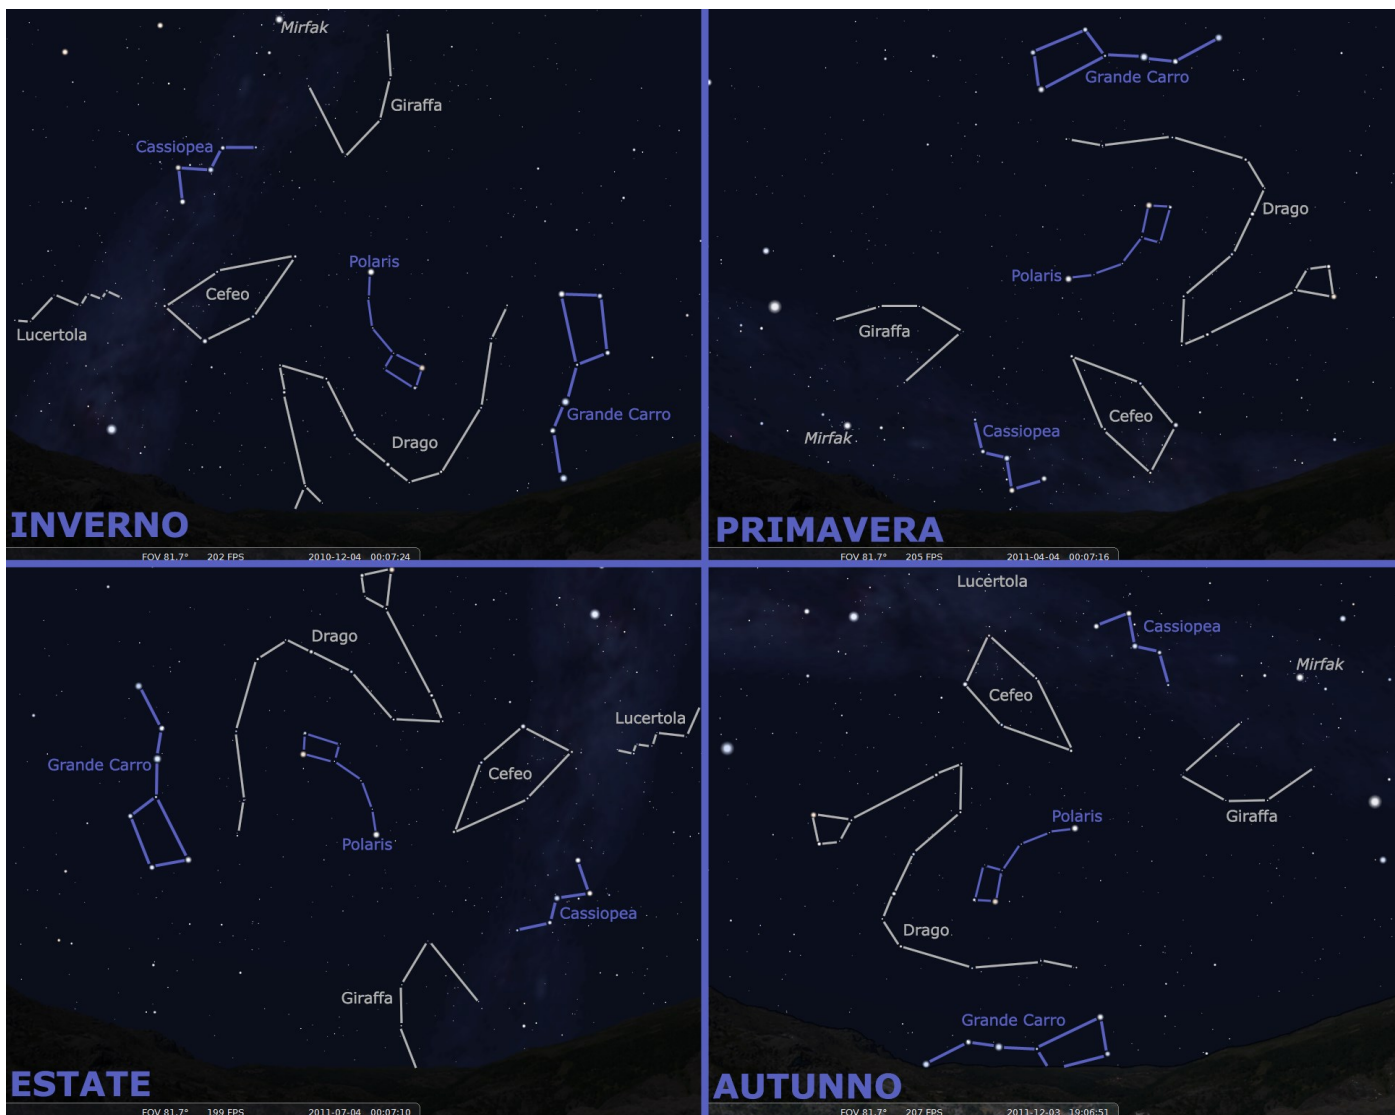 Mirfak
Giraffa
Cassiopea
Polaris
Cefeo
Lucertola
Grande Carro
Drago
INVERNO
FOV 81.7° 202 FPS 2010-12-04 00:07:24
Grande Carro
Drago
Polaris
Giraffa
Cefeo
Mirfak
Cassiopea
PRIMAVERA
FOV 81.7° 205 FPS 2011-04-04 00:07:16
Drago
Lucertola
Grande Carro
Cefeo
Polaris
Cassiopea
Giraffa
ESTATE
FOV 81.7° 199 FPS 2011-07-04 00:07:10
Lucertola
Cassiopea
Mirfak
Cefeo
Polaris
Giraffa
Drago
Grande Carro
AUTUNNO
FOV 81.7° 207 FPS 2011-12-03 19:06:51